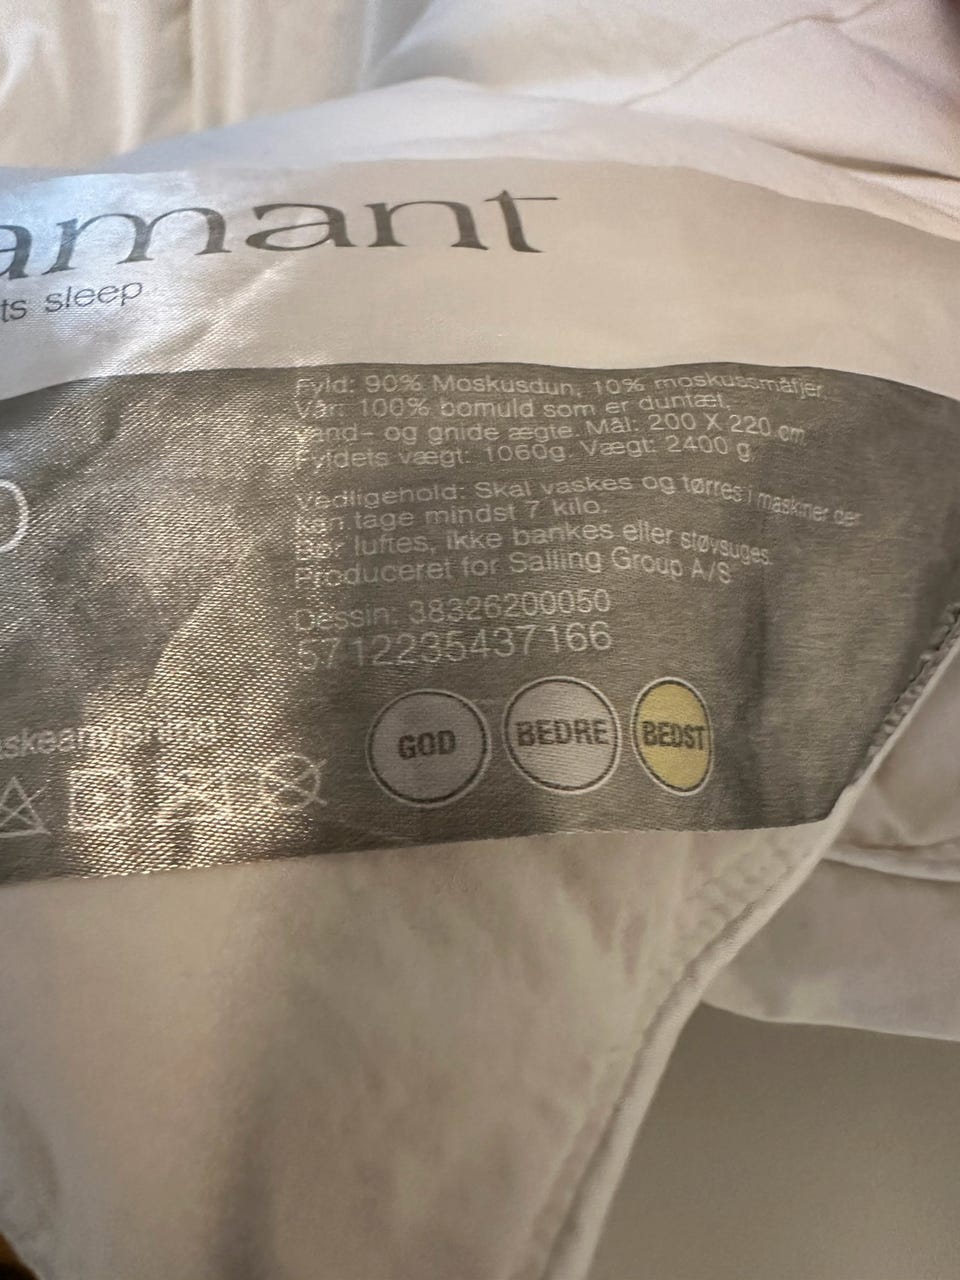 amant
ts sleep
Fyld: 90% Moskusdun, 10% moskussmåfjer.
Vår: 100% bomuld som er duntæt.
Vand- og gnide ægte. Mål: 200 X 220 cm
Fyldets vægt: 1060g. Vægt: 2400 g
Vedligehold: Skal vaskes og tørres i maskiner der
kan tage mindst 7 kilo.
Bør luftes, ikke bankes eller støvsuges.
Produceret for Salling Group A/S
Dessin: 38326200050
5712235437166
GOD BEDRE BEDST